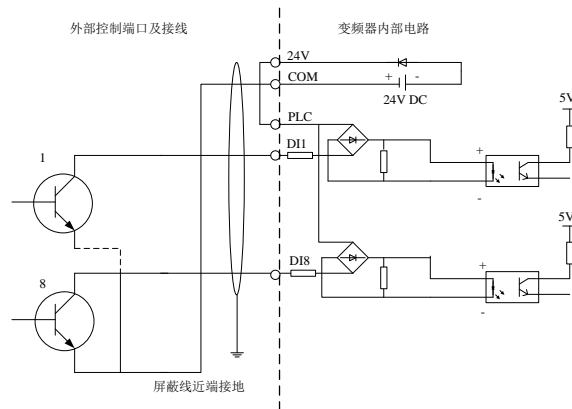 外部控制端口及接线
变频器内部电路
24V
COM
+ -
24V DC
PLC
5V
1
DI1
+
-
5V
8
DI8
+
-
屏蔽线近端接地